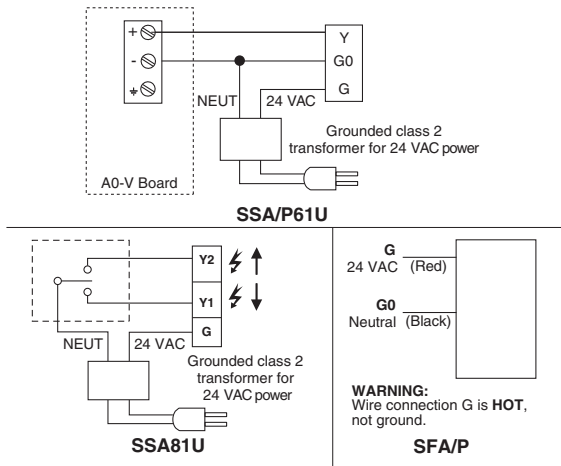 +
Y
-
G0
G
NEUT
24 VAC
Grounded class 2
transformer for 24 VAC power
A0-V Board
SSA/P61U
Y2
Y1
G
NEUT
24 VAC
Grounded class 2
transformer for
24 VAC power
SSA81U
G
24 VAC
(Red)
G0
Neutral
(Black)
WARNING:
Wire connection G is HOT,
not ground.
SFA/P